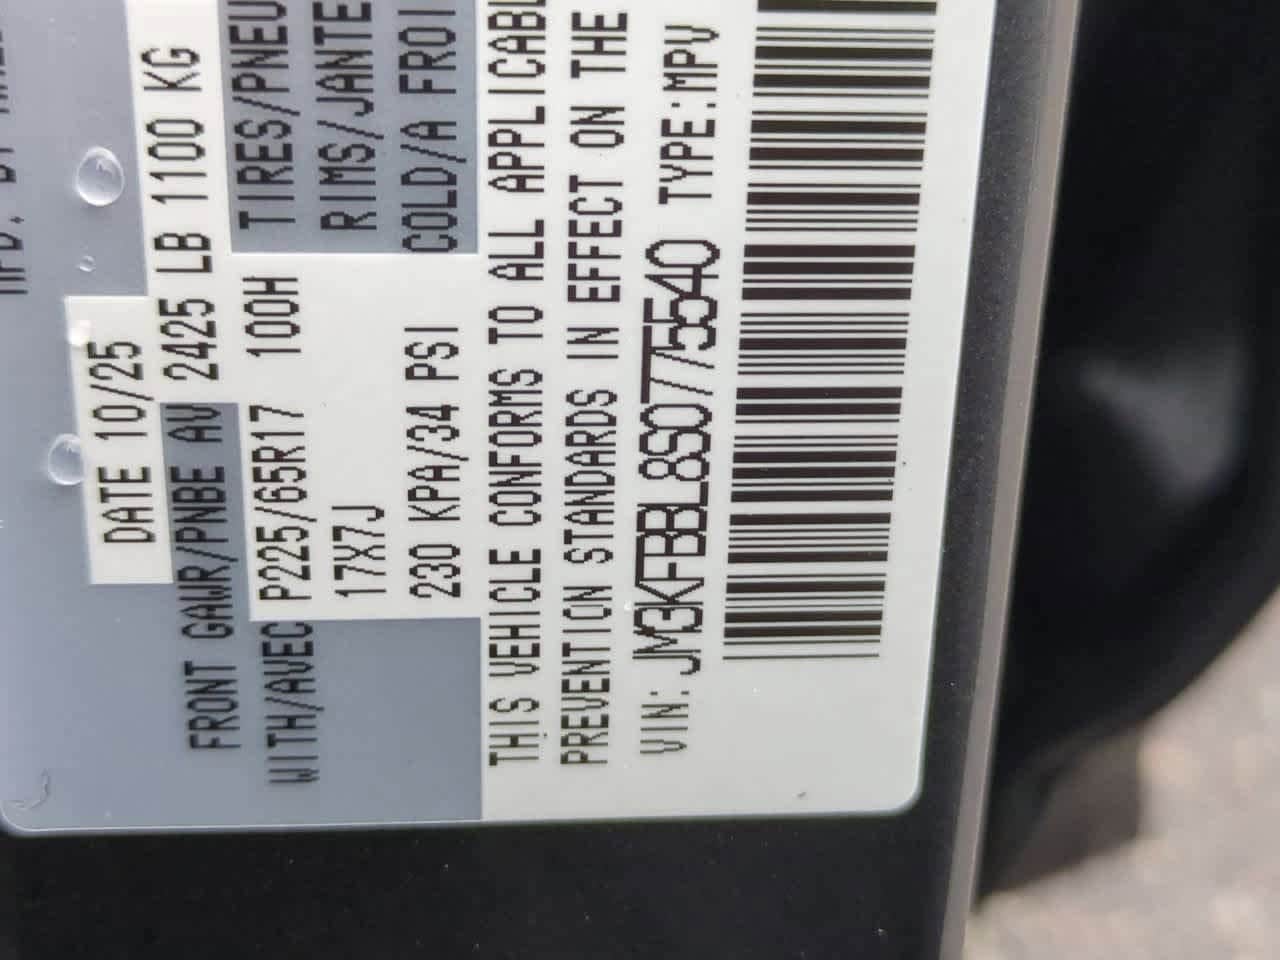 MFD. BY
DATE 10/25
FRONT GAWR/PNBE AV 2425 LB 1100 KG
WITH/AVEC P225/65R17 100H TIRES/PNEU
17X7J RIMS/JANTE
230 KPA/34 PSI COLD/A FROI
THIS VEHICLE CONFORMS TO ALL APPLICABL
PREVENTION STANDARDS IN EFFECT ON THE
VIN: JM3KFBBL8S0775540 TYPE:MPV